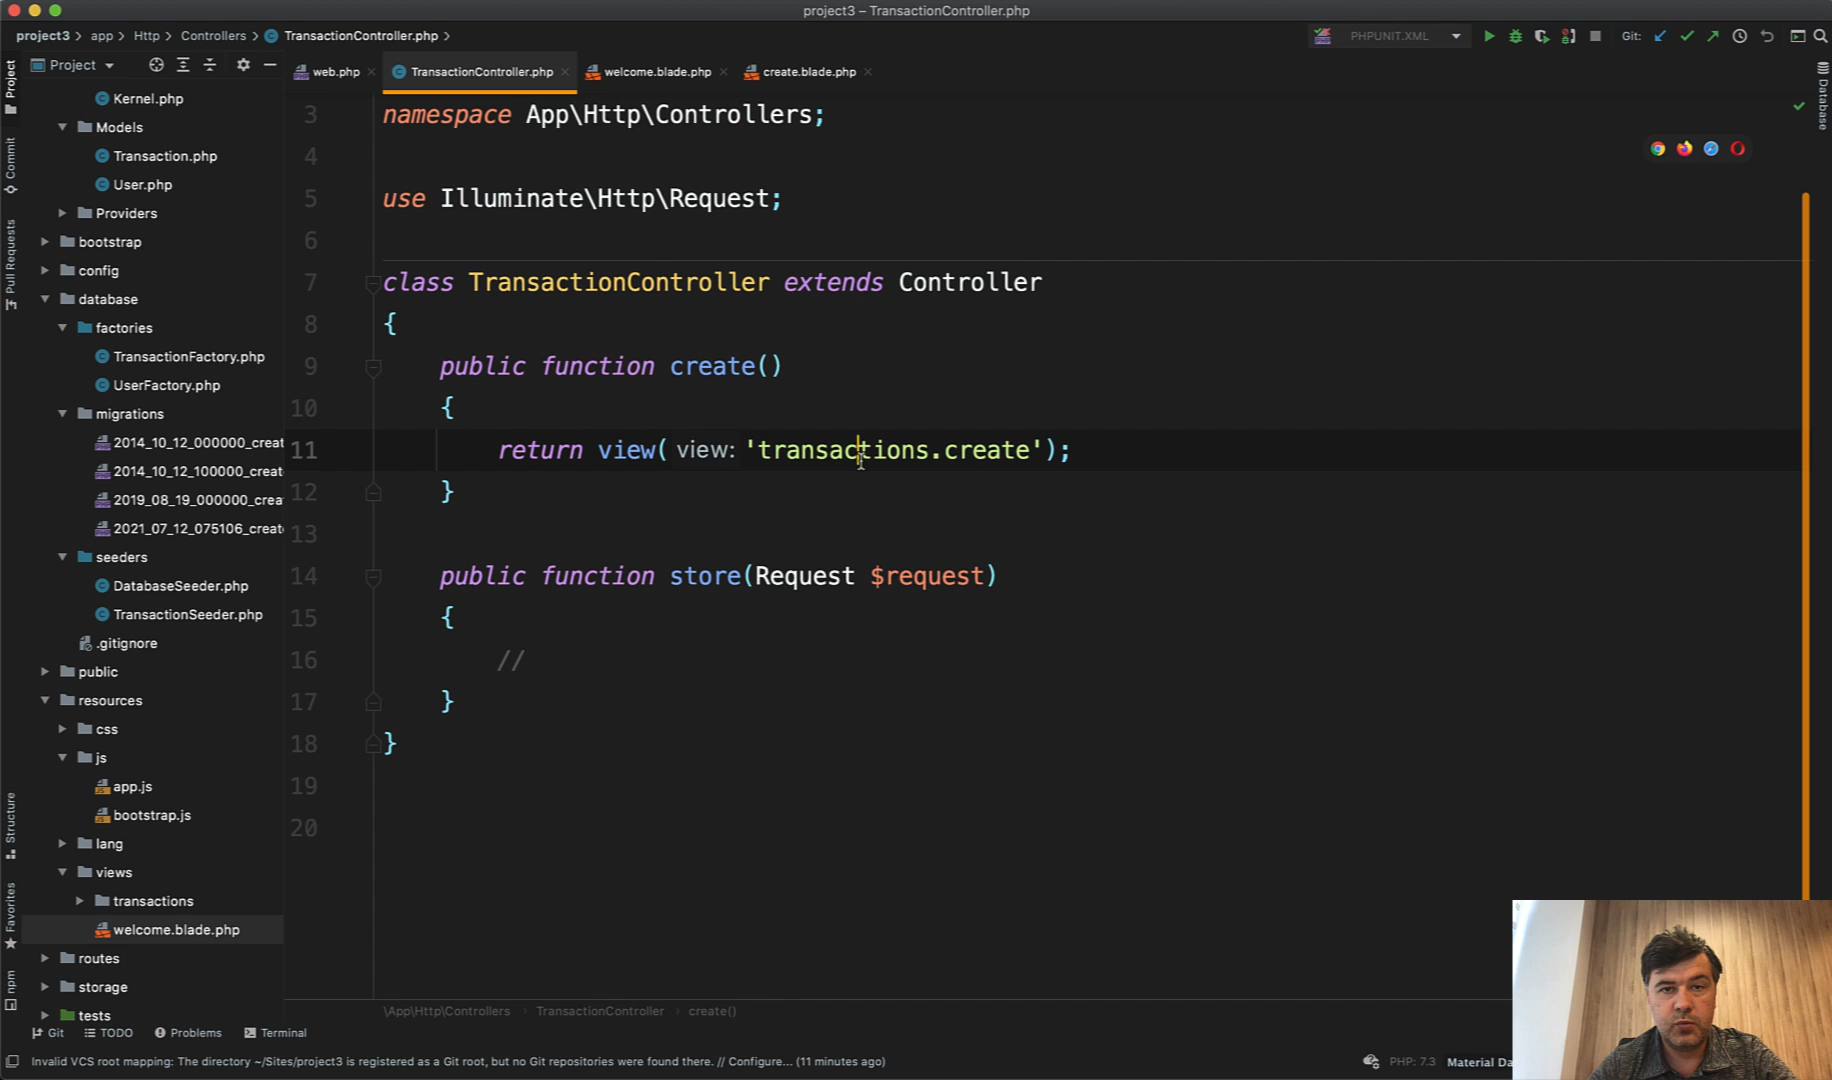 project3 – TransactionController.php
project3 app Http Controllers TransactionController.php
PHPUNIT.XML Git:
Project
web.php TransactionController.php welcome.blade.php create.blade.php
Project
Commit
Pull Requests
Structure
Favorites
npm
Database
Kernel.php
Models
Transaction.php
User.php
Providers
bootstrap
config
database
factories
TransactionFactory.php
UserFactory.php
migrations
2014_10_12_000000_creat
2014_10_12_100000_creat
2019_08_19_000000_crea
2021_07_12_075106_creat
seeders
DatabaseSeeder.php
TransactionSeeder.php
.gitignore
public
resources
css
js
app.js
bootstrap.js
lang
views
transactions
welcome.blade.php
routes
storage
tests
3 namespace App\Http\Controllers;
4
5 use Illuminate\Http\Request;
6
7 class TransactionController extends Controller
8 {
9 public function create()
10 {
11 return view( view: 'transactions.create');
12 }
13
14 public function store(Request $request)
15 {
16 //
17 }
18 }
19
20
\App\Http\Controllers TransactionController create()
Git TODO Problems Terminal
Invalid VCS root mapping: The directory ~/Sites/project3 is registered as a Git root, but no Git repositories were found there. // Configure... (11 minutes ago)
PHP: 7.3 Material Da